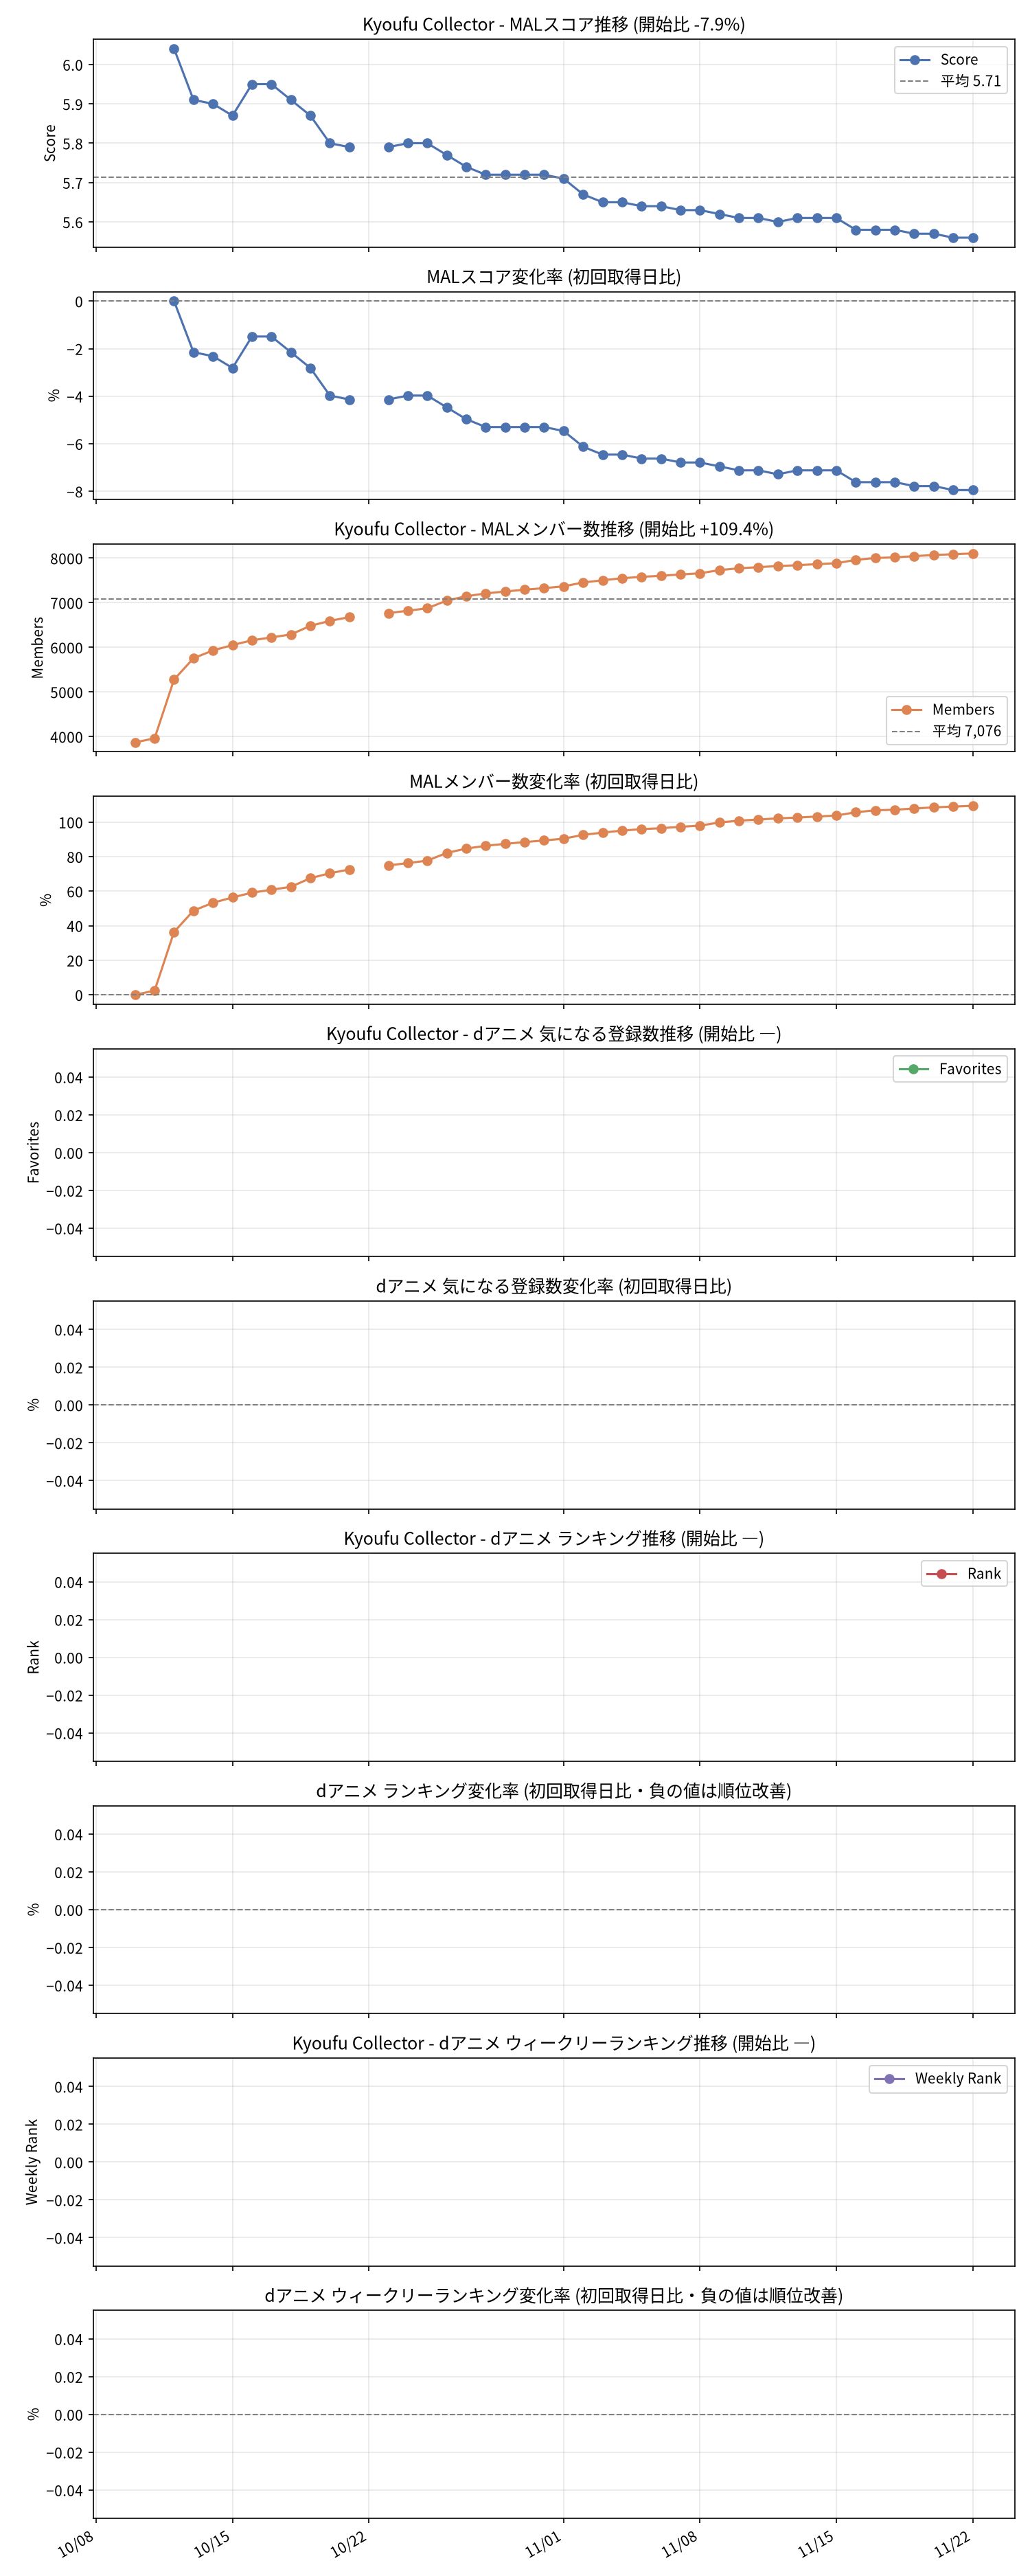 Kyoufu Collector - MALスコア推移 (開始比 -7.9%)
Score
6.0
5.9
5.8
5.7
5.6
Score
平均 5.71
MALスコア変化率 (初回取得日比)
%
0
−2
−4
−6
−8
Kyoufu Collector - MALメンバー数推移 (開始比 +109.4%)
Members
8000
7000
6000
5000
4000
Members
平均 7,076
MALメンバー数変化率 (初回取得日比)
%
100
80
60
40
20
0
Kyoufu Collector - dアニメ 気になる登録数推移 (開始比 —)
Favorites
0.04
0.02
0.00
−0.02
−0.04
Favorites
dアニメ 気になる登録数変化率 (初回取得日比)
%
0.04
0.02
0.00
−0.02
−0.04
Kyoufu Collector - dアニメ ランキング推移 (開始比 —)
Rank
0.04
0.02
0.00
−0.02
−0.04
Rank
dアニメ ランキング変化率 (初回取得日比・負の値は順位改善)
%
0.04
0.02
0.00
−0.02
−0.04
Kyoufu Collector - dアニメ ウィークリーランキング推移 (開始比 —)
Weekly Rank
0.04
0.02
0.00
−0.02
−0.04
Weekly Rank
dアニメ ウィークリーランキング変化率 (初回取得日比・負の値は順位改善)
%
0.04
0.02
0.00
−0.02
−0.04
10/08
10/15
10/22
11/01
11/08
11/15
11/22